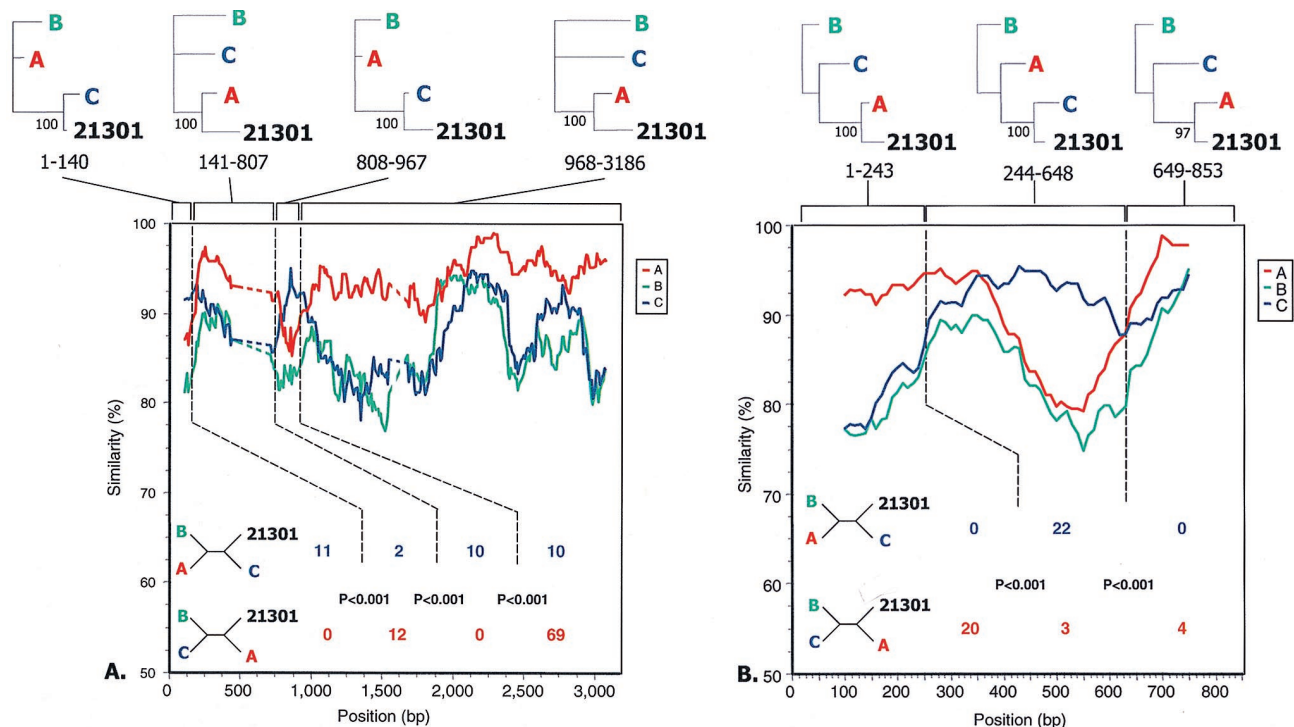 B
A
C
100
21301
1-140
B
C
A
100
21301
141-807
B
A
C
100
21301
808-967
B
C
A
100
21301
968-3186
100
90
80
70
60
50
Similarity (%)
0 500 1,000 1,500 2,000 2,500 3,000
Position (bp)
A
B
C
B 21301
A C
11 2 10 10
P<0.001 P<0.001 P<0.001
B 21301
C A
0 12 0 69
A.
B
C
A
100
21301
1-243
B
A
C
100
21301
244-648
B
C
A
97
21301
649-853
100
90
80
70
60
50
Similarity (%)
0 100 200 300 400 500 600 700 800
Position (bp)
A
B
C
B 21301
A C
0 22 0
P<0.001 P<0.001
B 21301
C A
20 3 4
B.